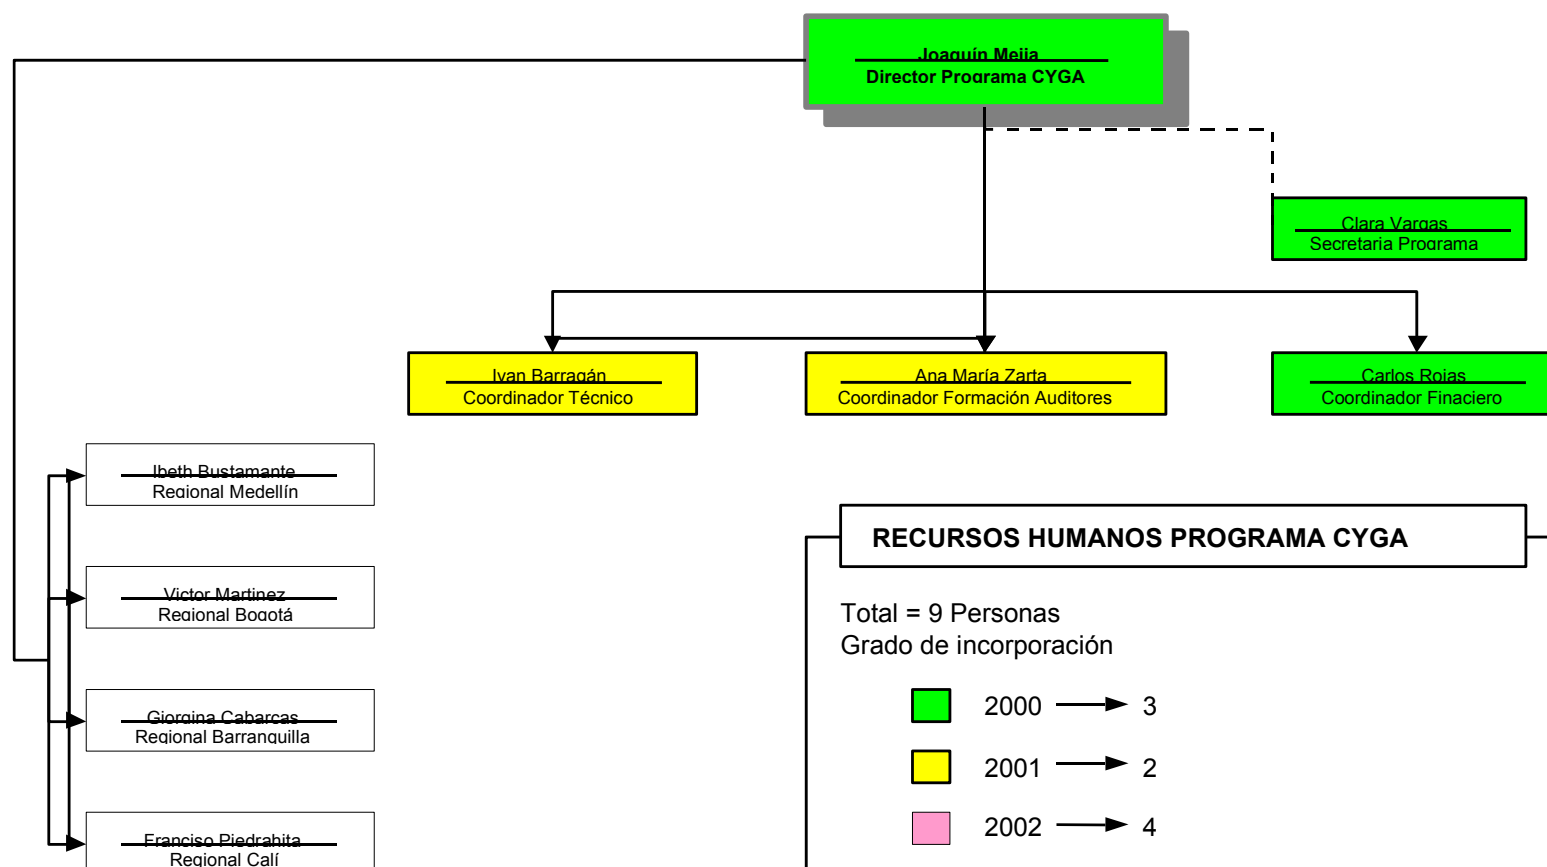 Joaquín Mejia
Director Programa CYGA
Clara Vargas
Secretaria Programa
Ivan Barragán
Coordinador Técnico
Ana María Zarta
Coordinador Formación Auditores
Carlos Rojas
Coordinador Finaciero
Ibeth Bustamante
Regional Medellín
Victor Martinez
Regional Bogotá
Giorgina Cabarcas
Regional Barranquilla
Franciso Piedrahita
Regional Calí
RECURSOS HUMANOS PROGRAMA CYGA
Total = 9 Personas
Grado de incorporación
2000 3
2001 2
2002 4